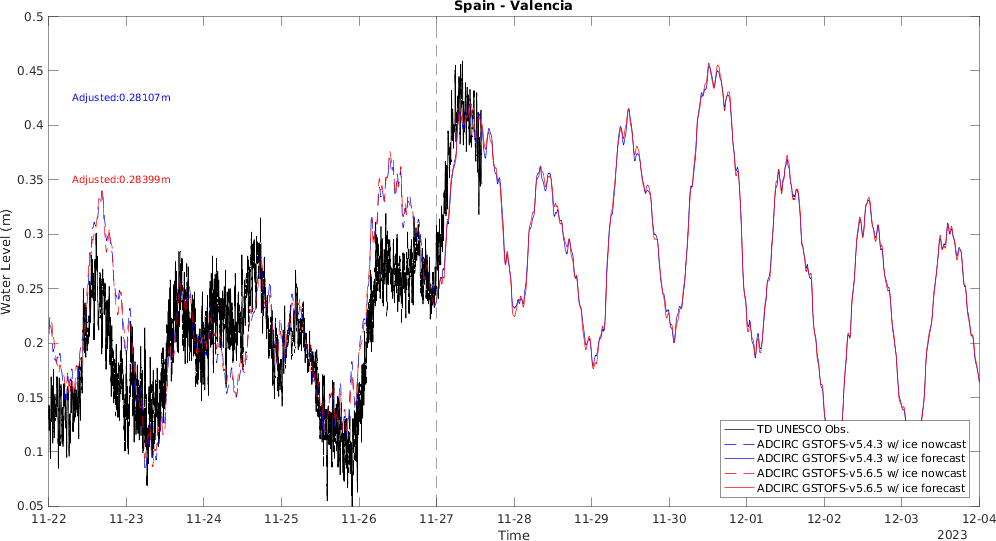 Spain - Valencia
0.5
0.45
0.4
0.35
0.3
0.25
0.2
0.15
0.1
0.05
Water Level (m)
Adjusted:0.28107m
Adjusted:0.28399m
TD UNESCO Obs.
ADCIRC GSTOFS-v5.4.3 w/ ice nowcast
ADCIRC GSTOFS-v5.4.3 w/ ice forecast
ADCIRC GSTOFS-v5.6.5 w/ ice nowcast
ADCIRC GSTOFS-v5.6.5 w/ ice forecast
11-22 11-23 11-24 11-25 11-26 11-27 11-28 11-29 11-30 12-01 12-02 12-03 12-04
Time
2023